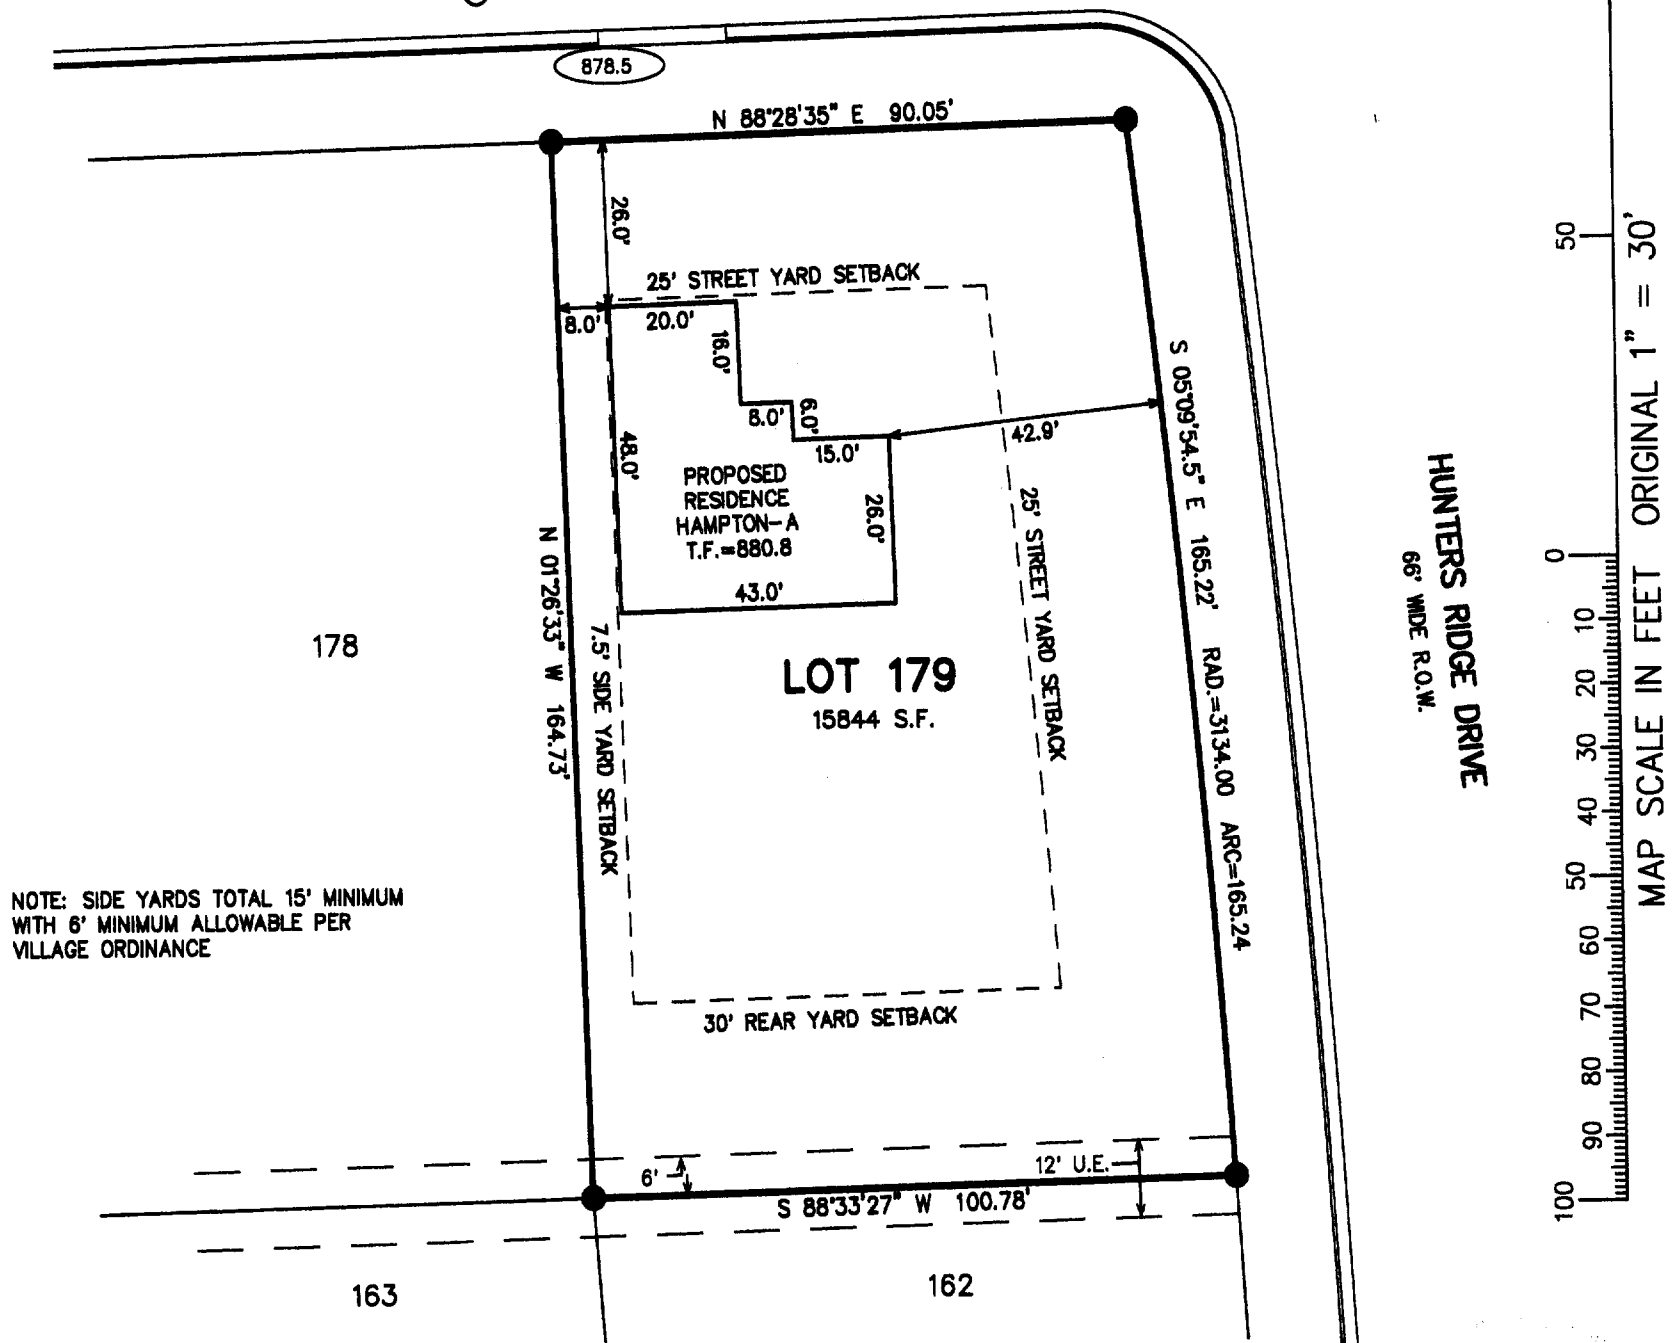 878.5
N 88°28'35" E 90.05'
26.0'
25' STREET YARD SETBACK
8.0'
20.0'
16.0'
8.0'
6.0'
15.0'
42.9'
48.0'
26.0'
PROPOSED
RESIDENCE
HAMPTON-A
T.F.=880.8
43.0'
S 05°09'54.5" E 165.22' RAD.=3134.00 ARC=165.24
25' STREET YARD SETBACK
N 01°26'33" W 164.73'
7.5' SIDE YARD SETBACK
178
LOT 179
15844 S.F.
HUNTERS RIDGE DRIVE
66' WIDE R.O.W.
NOTE: SIDE YARDS TOTAL 15' MINIMUM
WITH 6' MINIMUM ALLOWABLE PER
VILLAGE ORDINANCE
30' REAR YARD SETBACK
6'
12' U.E.
S 88°33'27" W 100.78'
163
162
50
0
10
20
30
40
50
60
70
80
90
100
MAP SCALE IN FEET ORIGINAL 1" = 30'